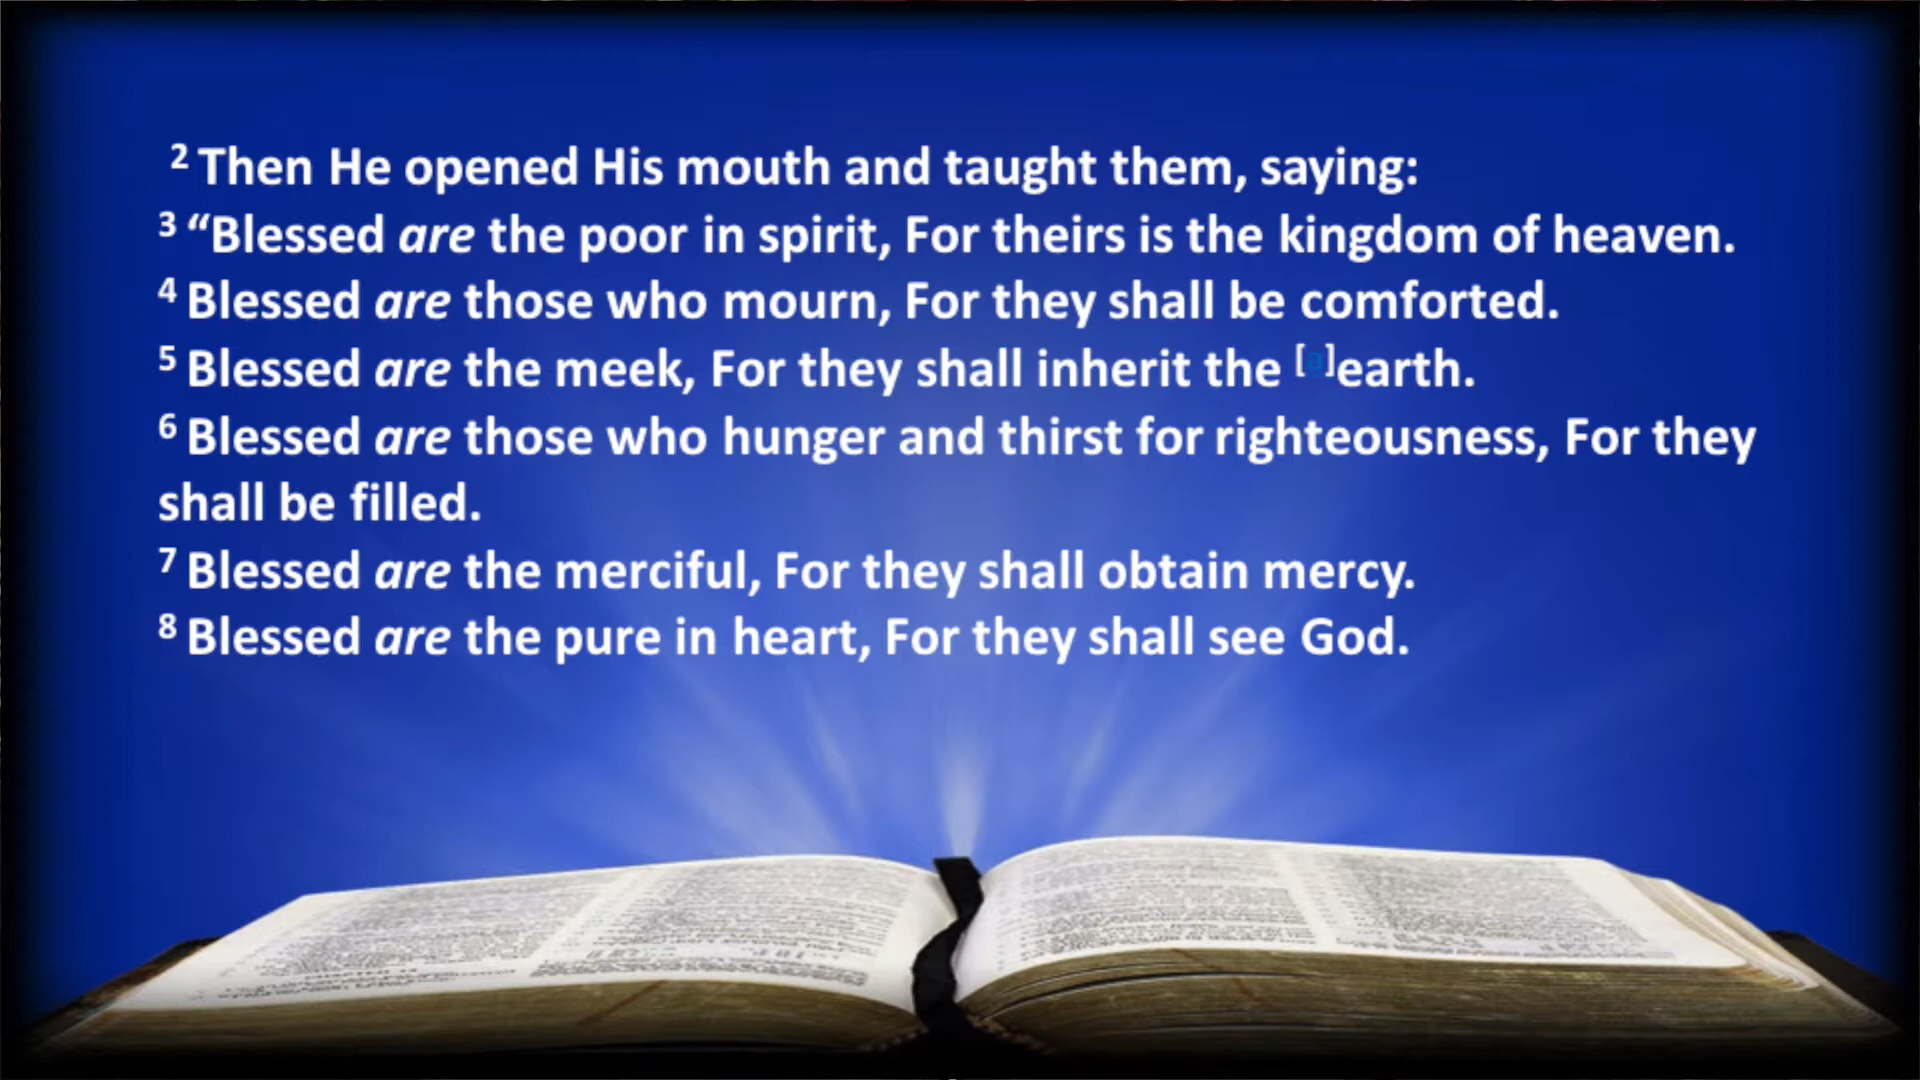 2 Then He opened His mouth and taught them, saying:
3 “Blessed are the poor in spirit, For theirs is the kingdom of heaven.
4 Blessed are those who mourn, For they shall be comforted.
5 Blessed are the meek, For they shall inherit the [a]earth.
6 Blessed are those who hunger and thirst for righteousness, For they
shall be filled.
7 Blessed are the merciful, For they shall obtain mercy.
8 Blessed are the pure in heart, For they shall see God.